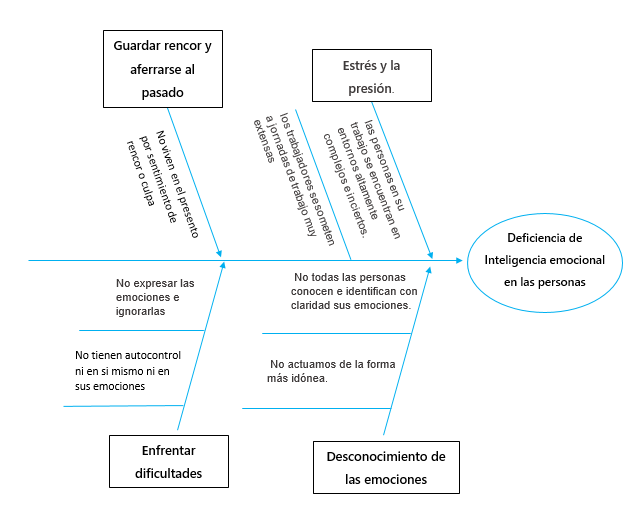 Guardar rencor y
aferrarse al
pasado
Estrés y la
presión.
No viven en el presento
por sentimiento de
rencor o culpa
los trabajadores se someten
a jornadas de trabajo muy
extensas
las personas en su
trabajo se encuentran en
entornos altamente
complejos e inciertos.
Deficiencia de
Inteligencia emocional
en las personas
No expresar las
emociones e
ignorarlas
No todas las personas
conocen e identifican con
claridad sus emociones.
No tienen autocontrol
ni en si mismo ni en
sus emociones
No actuamos de la forma
más idónea.
Enfrentar
dificultades
Desconocimiento de
las emociones